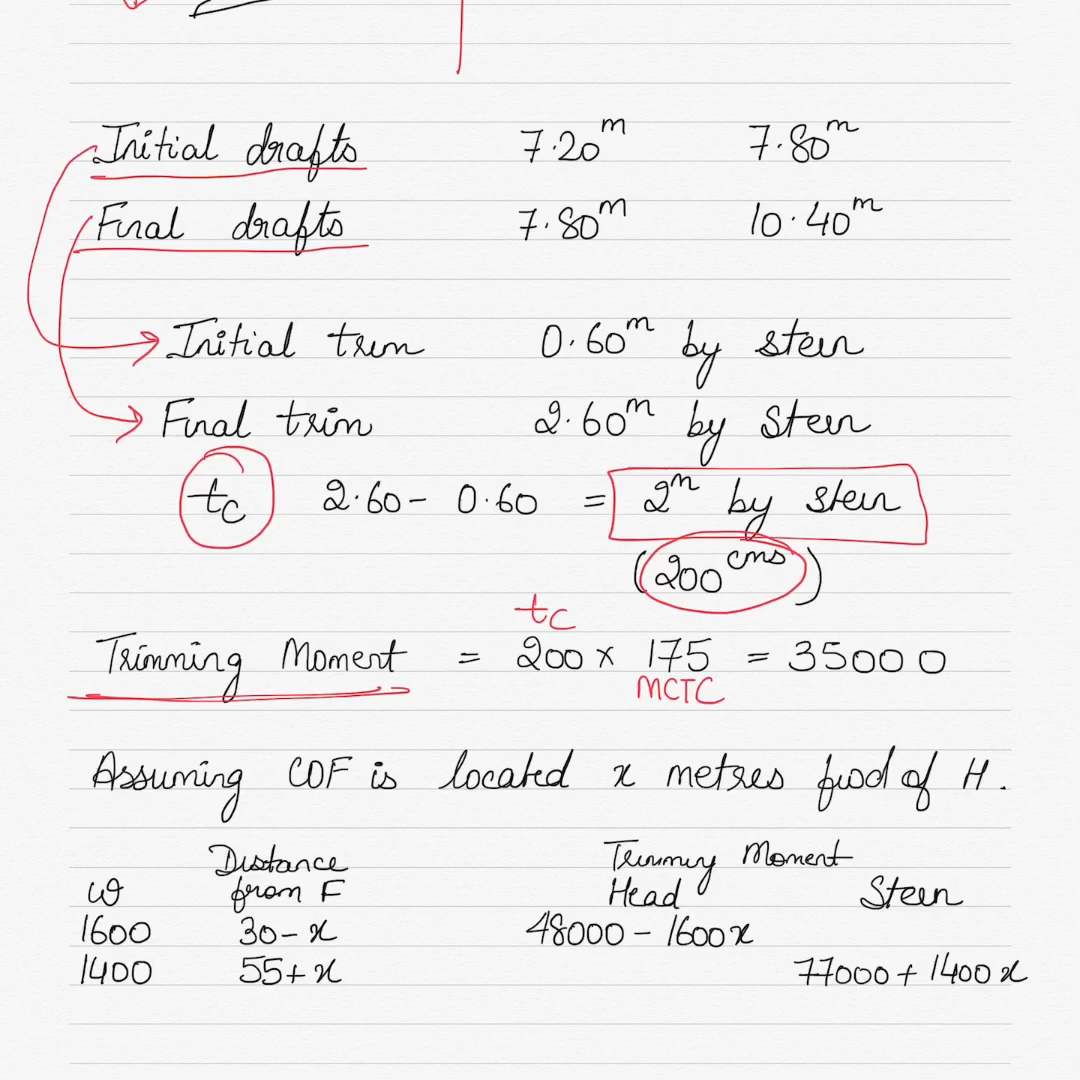 Initial drafts 7.20m 7.80m
Final drafts 7.80m 10.40m
Initial trim 0.60m by stern
Final trim 2.60m by stern
tc 2.60 - 0.60 = 2m by stern
(200cms)
tc
Trimming Moment = 200 x 175 = 35000
MCTC
Assuming COF is located x metres fwd of H.
Distance Trimming Moment
W from F Head Stern
1600 30-x 48000 - 1600x
1400 55+x 77000 + 1400x